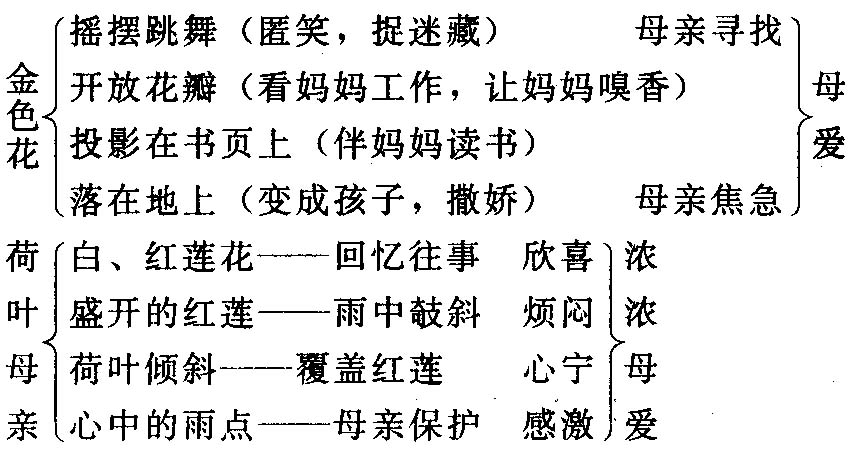 金色花
摇摆跳舞（匿笑，捉迷藏） 母亲寻找
开放花瓣（看妈妈工作，让妈妈嗅香）
投影在书页上（伴妈妈读书）
落在地上（变成孩子，撒娇） 母亲焦急
母爱
荷叶母亲
白、红莲花——回忆往事 欣喜
盛开的红莲——雨中攲斜 烦闷
荷叶倾斜——覆盖红莲 心宁
心中的雨点——母亲保护 感激
浓浓母爱